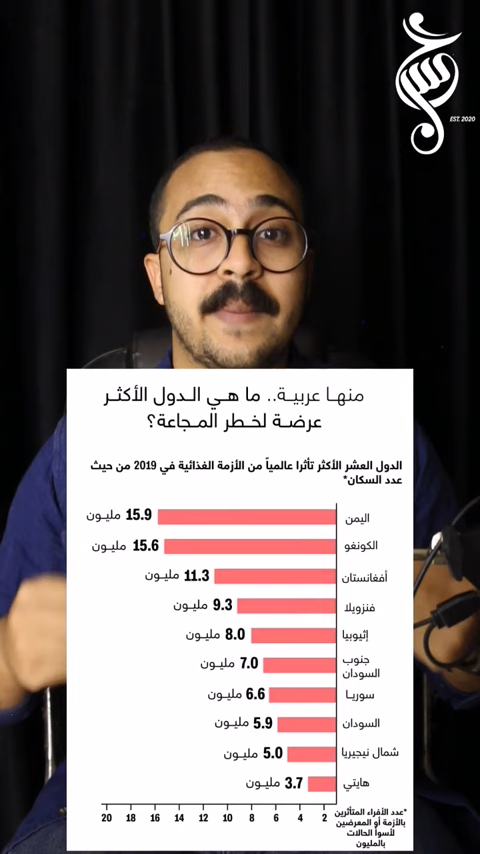 EST. 2020
منها عربية.. ما هي الدول الأكثر
عرضة لخطر المجاعة؟
الدول العشر الأكثر تأثرا عالمياً من الأزمة الغذائية في 2019 من حيث
عدد السكان*
اليمن 15.9 مليون
الكونغو 15.6 مليون
أفغانستان 11.3 مليون
فنزويلا 9.3 مليون
إثيوبيا 8.0 مليون
جنوب
السودان 7.0 مليون
سوريا 6.6 مليون
السودان 5.9 مليون
شمال نيجيريا 5.0 مليون
هايتي 3.7 مليون
20 18 16 14 12 10 8 6 4 2
*عدد الأفراء المتأثرين
بالأزمة أو المعرضين
لأسوأ الحالات
بالمليون